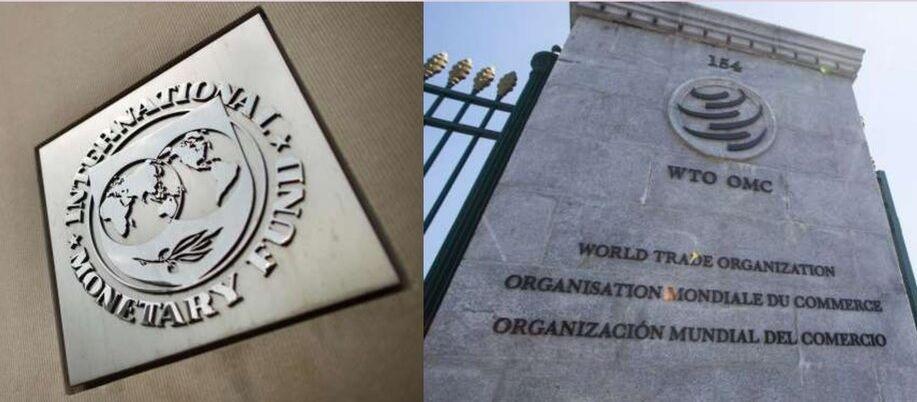 INTERNATIONAL
MONETARY FUND
154
WTO OMC
WORLD TRADE ORGANIZATION
ORGANISATION MONDIALE DU COMMERCE
ORGANIZACIÓN MUNDIAL DEL COMERCIO